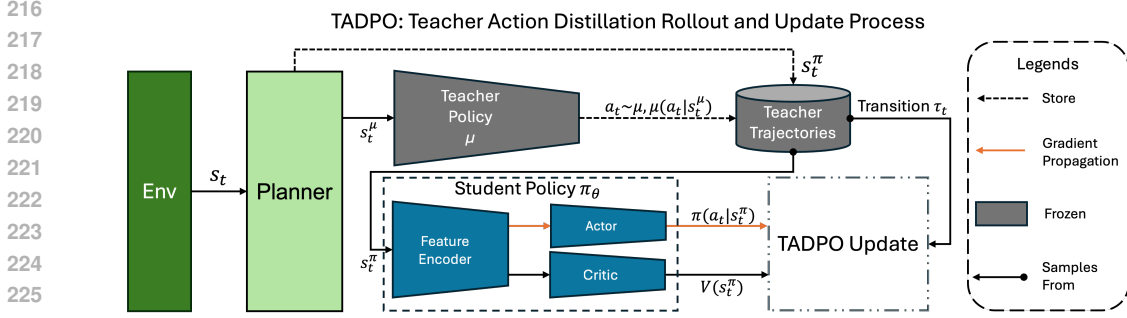 216
217
218
219
220
221
222
223
224
225
TADPO: Teacher Action Distillation Rollout and Update Process
Env
s_t
Planner
s_t^μ
Teacher
Policy
μ
a_t~μ, μ(a_t|s_t^μ)
s_t^π
Teacher
Trajectories
Transition τ_t
Student Policy π_θ
s_t^π
Feature
Encoder
Actor
Critic
π(a_t|s_t^π)
V(s_t^π)
TADPO Update
Legends
Store
Gradient
Propagation
Frozen
Samples
From